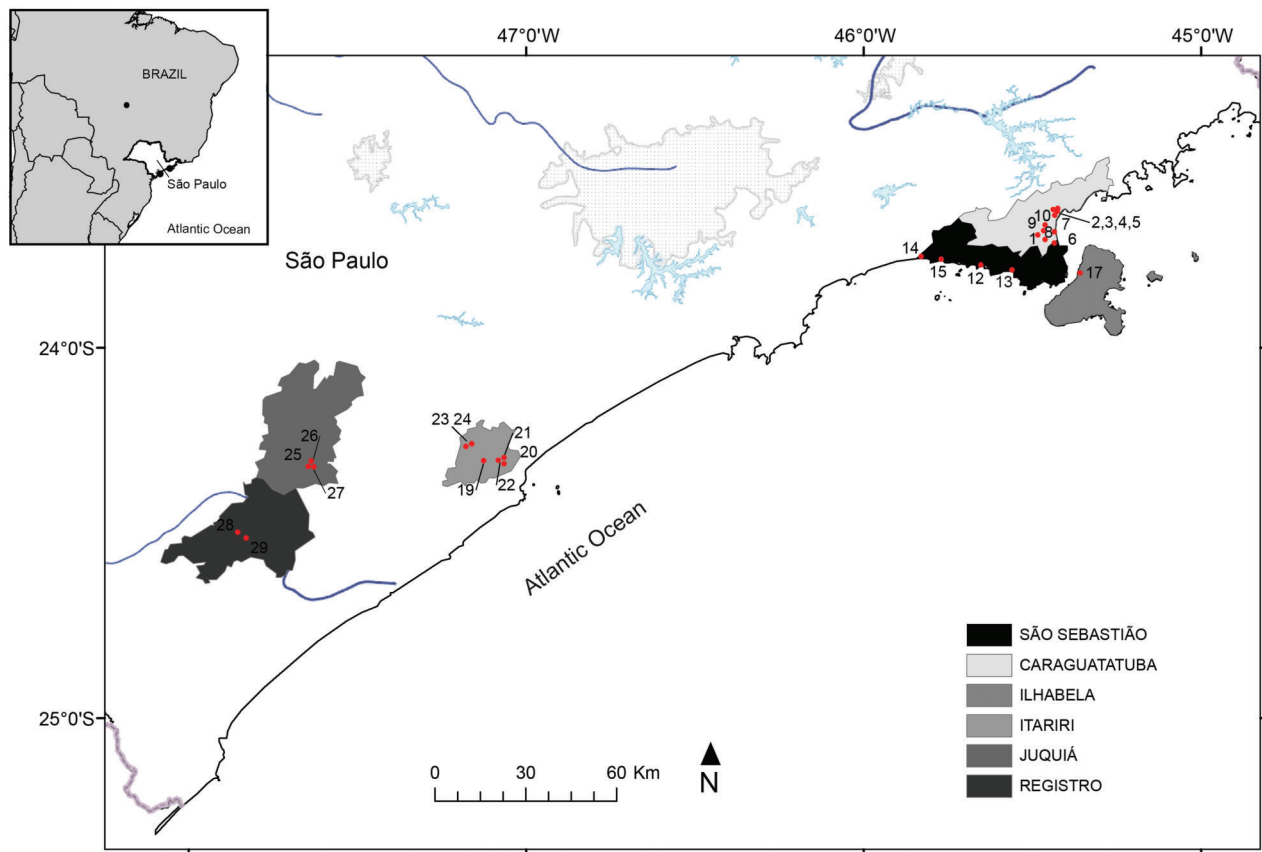 47°0'W
46°0'W
45°0'W
BRAZIL
São Paulo
Atlantic Ocean
São Paulo
10
9
8
7
2,3,4,5
1
6
14
15
12
13
17
24°0'S
23 24
21
20
19
22
26
25
27
28
29
Atlantic Ocean
SÃO SEBASTIÃO
CARAGUATATUBA
ILHABELA
ITARIRI
JUQUIÁ
REGISTRO
25°0'S
0 30 60 Km
N